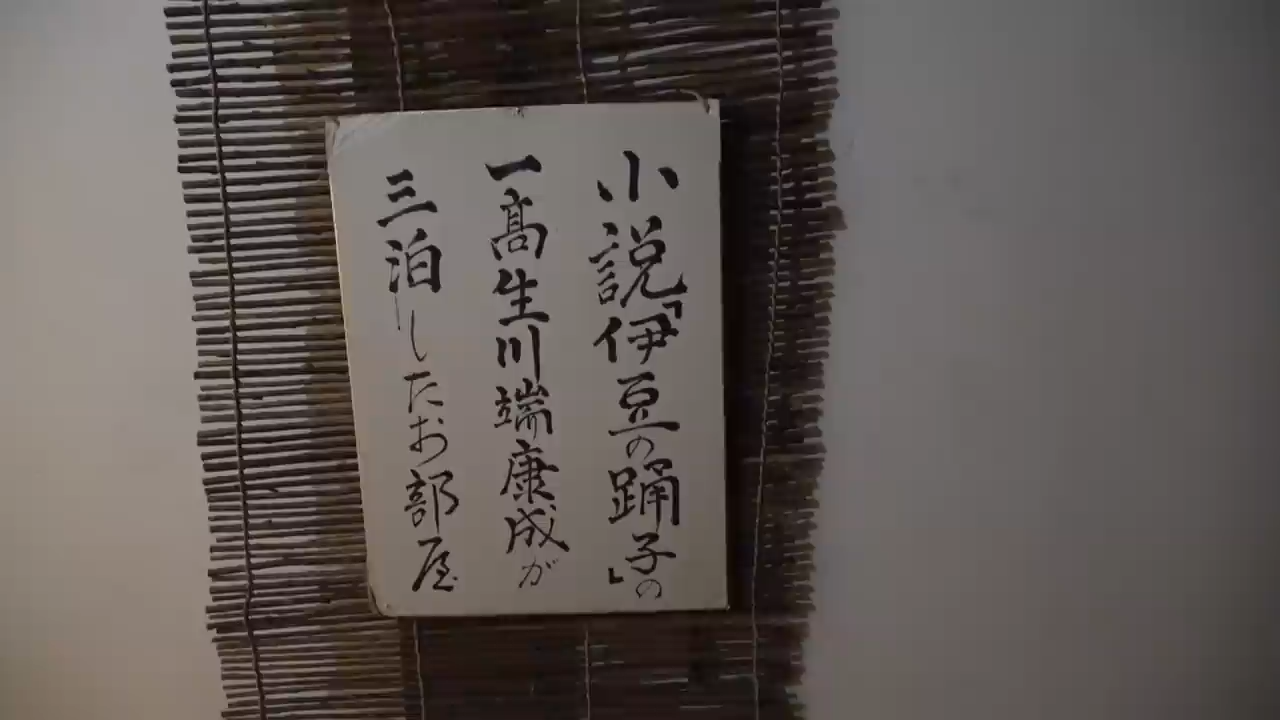 小説「伊豆の踊子」の
一高生川端康成が
三泊したお部屋